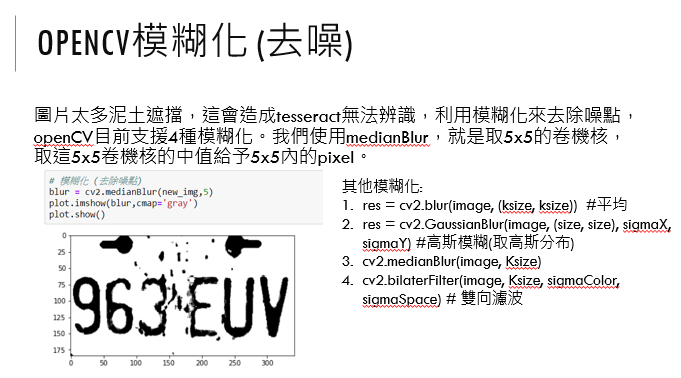 OPENCV模糊化 (去噪)
圖片太多泥土遮擋，這會造成tesseract無法辨識，利用模糊化來去除噪點，
openCV目前支援4種模糊化。我們使用medianBlur，就是取5x5的卷機核，
取這5x5卷機核的中值給予5x5內的pixel。
# 模糊化 (去除噪點)
blur = cv2.medianBlur(new_img,5)
plot.imshow(blur,cmap='gray')
plot.show()
其他模糊化:
1. res = cv2.blur(image, (ksize, ksize)) #平均
2. res = cv2.GaussianBlur(image, (size, size), sigmaX,
sigmaY) #高斯模糊(取高斯分布)
3. cv2.medianBlur(image, Ksize)
4. cv2.bilaterFilter(image, Ksize, sigmaColor,
sigmaSpace) # 雙向濾波
0
25
50
75
100
125
150
175
963 EUV
0 50 100 150 200 250 300